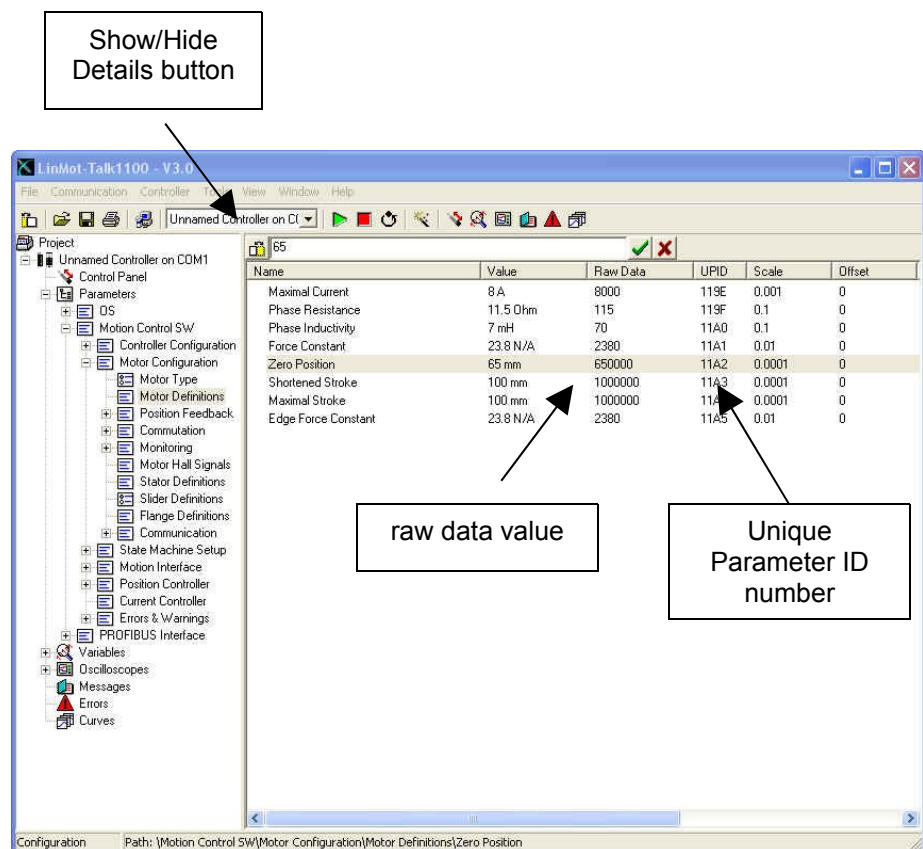 Show/Hide
Details button
LinMot-Talk1100 - V3.0
File Communication Controller Tools View Window Help
Unnamed Controller on C(
Project
Unnamed Controller on COM1
Control Panel
Parameters
OS
Motion Control SW
Controller Configuration
Motor Configuration
Motor Type
Motor Definitions
Position Feedback
Commutation
Monitoring
Motor Hall Signals
Stator Definitions
Slider Definitions
Flange Definitions
Communication
State Machine Setup
Motion Interface
Position Controller
Current Controller
Errors & Warnings
PROFIBUS Interface
Variables
Oscilloscopes
Messages
Errors
Curves
65
Name Value Raw Data UPID Scale Offset
Maximal Current 8 A 8000 119E 0.001 0
Phase Resistance 11.5 Ohm 115 119F 0.1 0
Phase Inductivity 7 mH 70 11A0 0.1 0
Force Constant 23.8 N/A 2380 11A1 0.01 0
Zero Position 65 mm 650000 11A2 0.0001 0
Shortened Stroke 100 mm 1000000 11A3 0.0001 0
Maximal Stroke 100 mm 1000000 0.0001 0
Edge Force Constant 23.8 N/A 2380 11A5 0.01 0
raw data value
Unique
Parameter ID
number
Configuration Path: \Motion Control SW\Motor Configuration\Motor Definitions\Zero Position